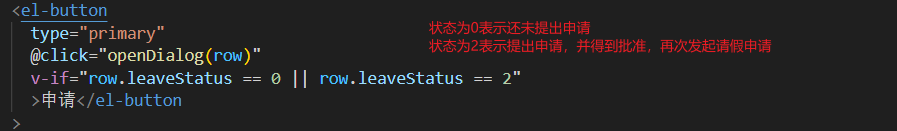 <el-button
type="primary"
状态为0表示还未提出申请
@click="openDialog(row)"
状态为2表示提出申请，并得到批准，再次发起请假申请
v-if="row.leaveStatus == 0 || row.leaveStatus == 2"
>申请</el-button
>